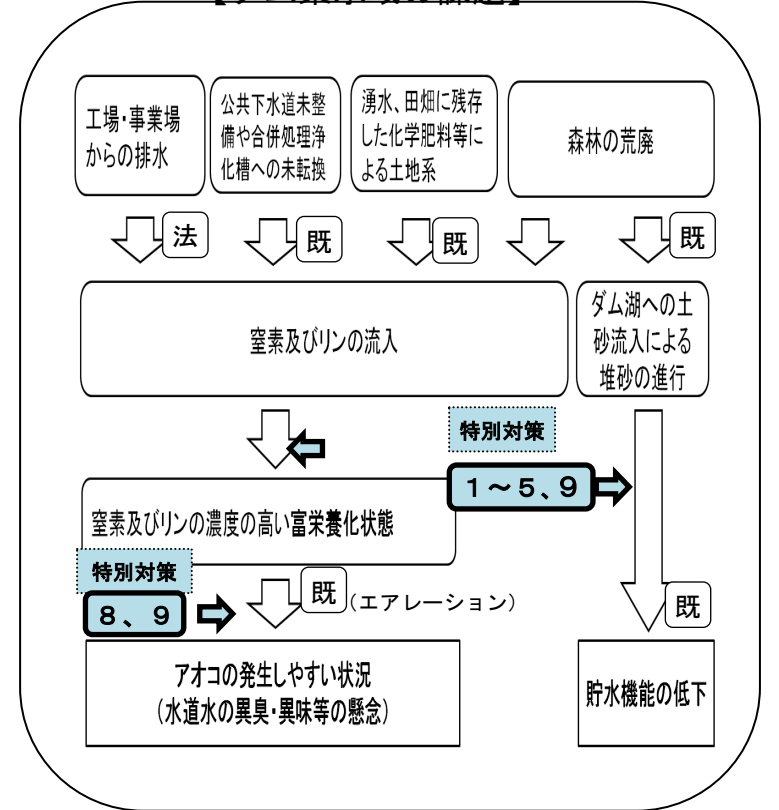 工場・事業場
からの排水
公共下水道未整
備や合併処理浄
化槽への未転換
湧水、田畑に残存
した化学肥料等に
よる土地系
森林の荒廃
法
既
既
既
窒素及びリンの流入
ダム湖への土
砂流入による
堆砂の進行
特別対策
1～5、9
窒素及びリンの濃度の高い富栄養化状態
特別対策
8、9
既
(エアレーション)
既
アオコの発生しやすい状況
(水道水の異臭・異味等の懸念)
貯水機能の低下